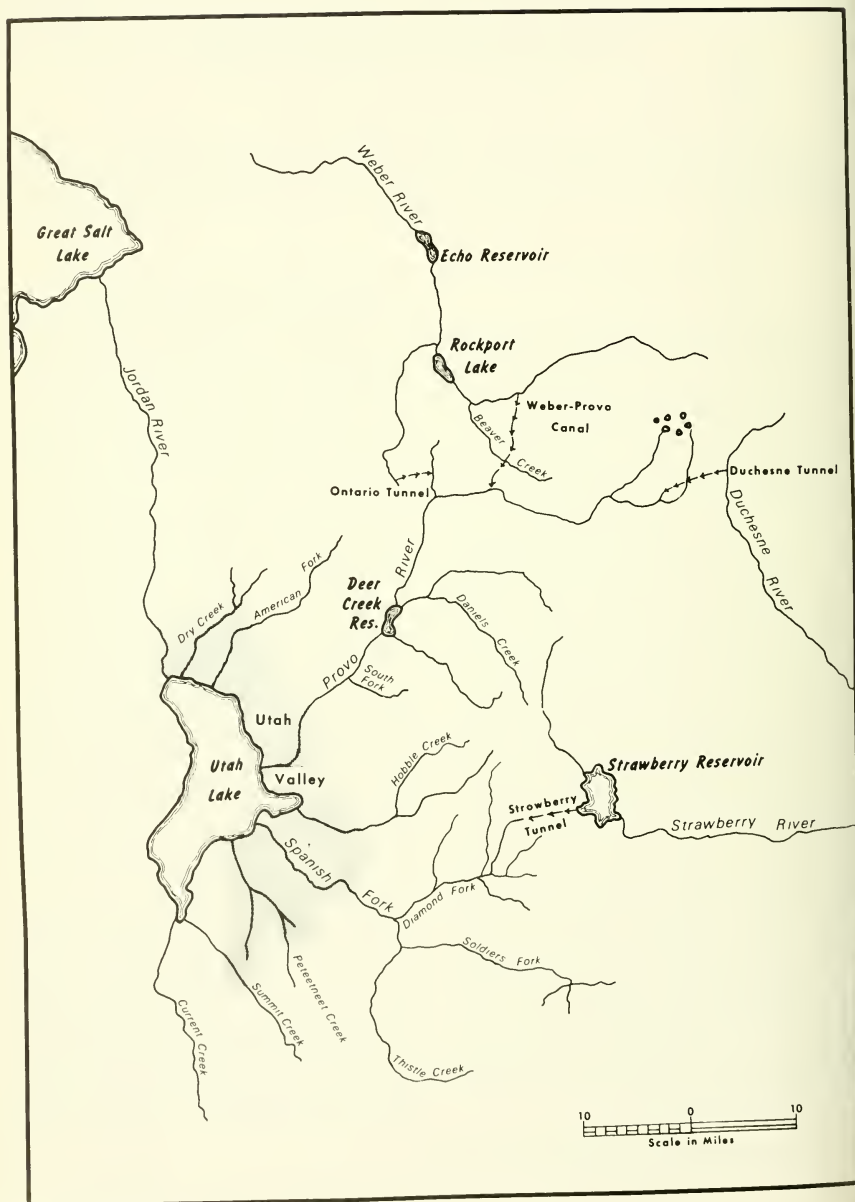 Weber River
Great Salt
Lake
Echo Reservoir
Rockport
Lake
Jordan River
Weber-Provo
Canal
Beaver
Creek
Ontario Tunnel
Duchesne Tunnel
Duchesne
River
River
Deer
Creek
Res.
Dry Creek
American Fork
Daniels
Creek
Provo
South
Fork
Utah
Valley
Utah
Lake
Hobble Creek
Strawberry Reservoir
Strowberry
Tunnel
Strawberry River
Spanish
Fork
Diamond Fork
Soldiers Fork
Peteetneet Creek
Summit Creek
Current Creek
Thistle Creek
10 0 10
Scale in Miles